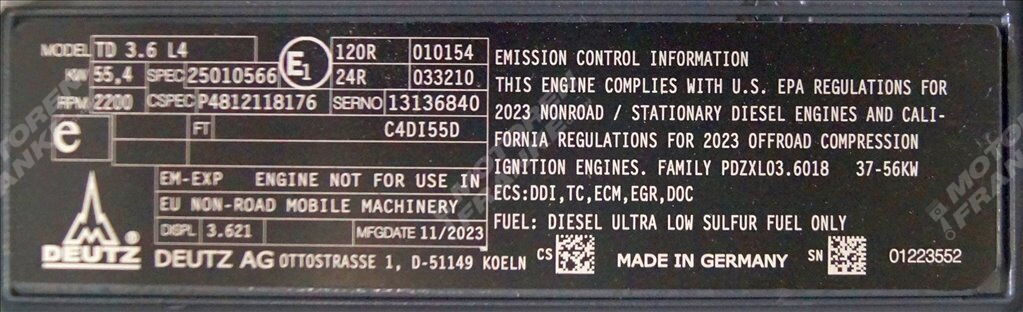 MODEL TD 3.6 L4
KW 55,4 SPEC 25010566
RPM 2200 CSPEC P4812118176 SERNO 13136840
E1
120R 010154
24R 033210
e
FT C4DI55D
EM-EXP ENGINE NOT FOR USE IN
EU NON-ROAD MOBILE MACHINERY
DISPL 3.621 MFGDATE 11/2023
DEUTZ ®
DEUTZ AG OTTOSTRASSE 1, D-51149 KOELN
EMISSION CONTROL INFORMATION
THIS ENGINE COMPLIES WITH U.S. EPA REGULATIONS FOR
2023 NONROAD / STATIONARY DIESEL ENGINES AND CALI-
FORNIA REGULATIONS FOR 2023 OFFROAD COMPRESSION
IGNITION ENGINES. FAMILY PDZXL03.6018 37-56KW
ECS:DDI,TC,ECM,EGR,DOC
FUEL: DIESEL ULTRA LOW SULFUR FUEL ONLY
CS MADE IN GERMANY SN 01223552